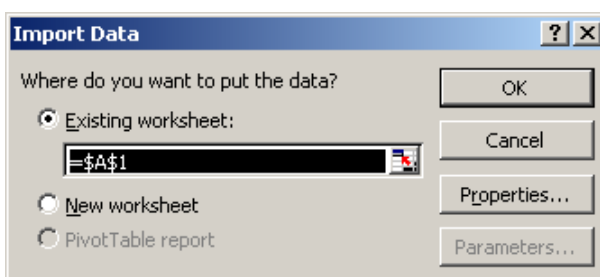 Import Data
Where do you want to put the data?
Existing worksheet:
=$A$1
New worksheet
PivotTable report
OK
Cancel
Properties...
Parameters...